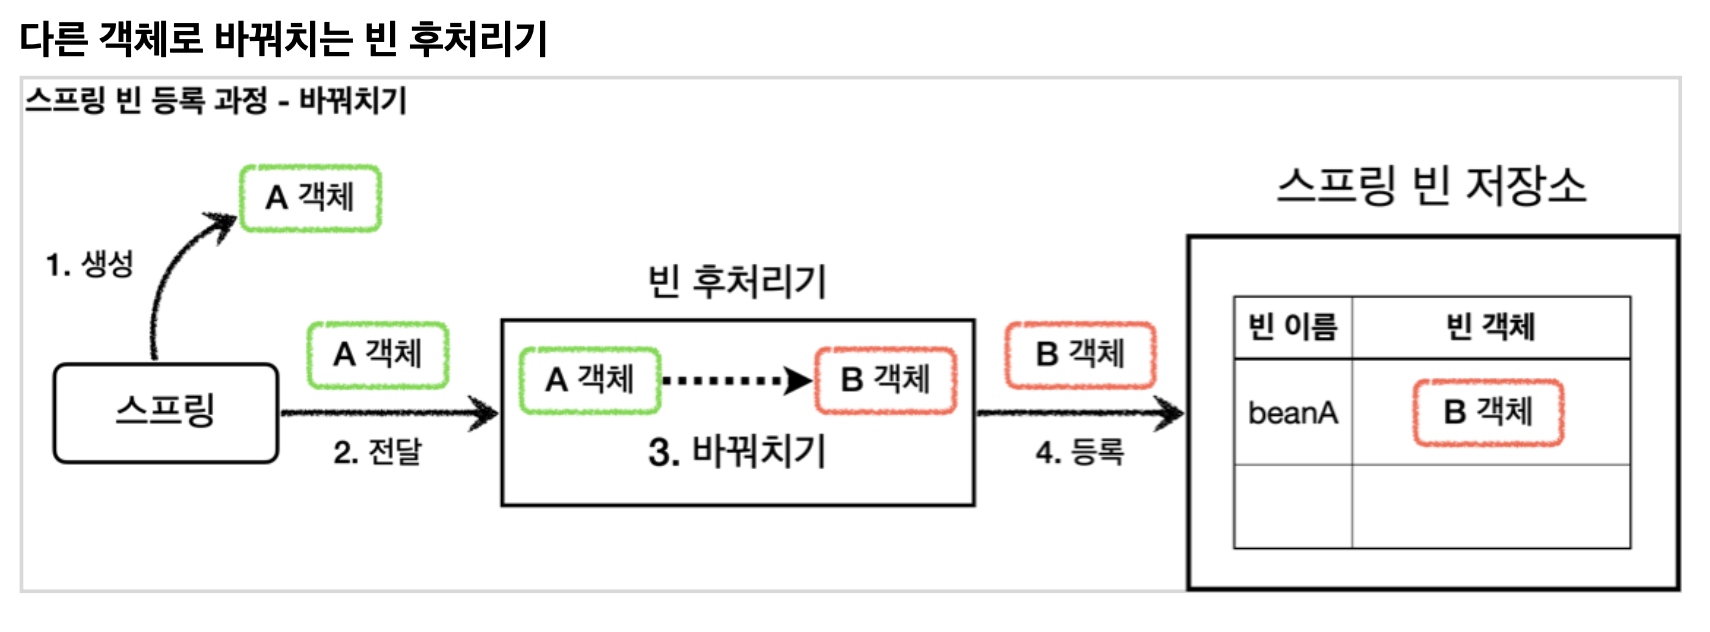 다른 객체로 바꿔치는 빈 후처리기
스프링 빈 등록 과정 - 바꿔치기
A 객체
1. 생성
스프링
A 객체
2. 전달
빈 후처리기
A 객체
B 객체
3. 바꿔치기
B 객체
4. 등록
스프링 빈 저장소
빈 이름 빈 객체
beanA B 객체